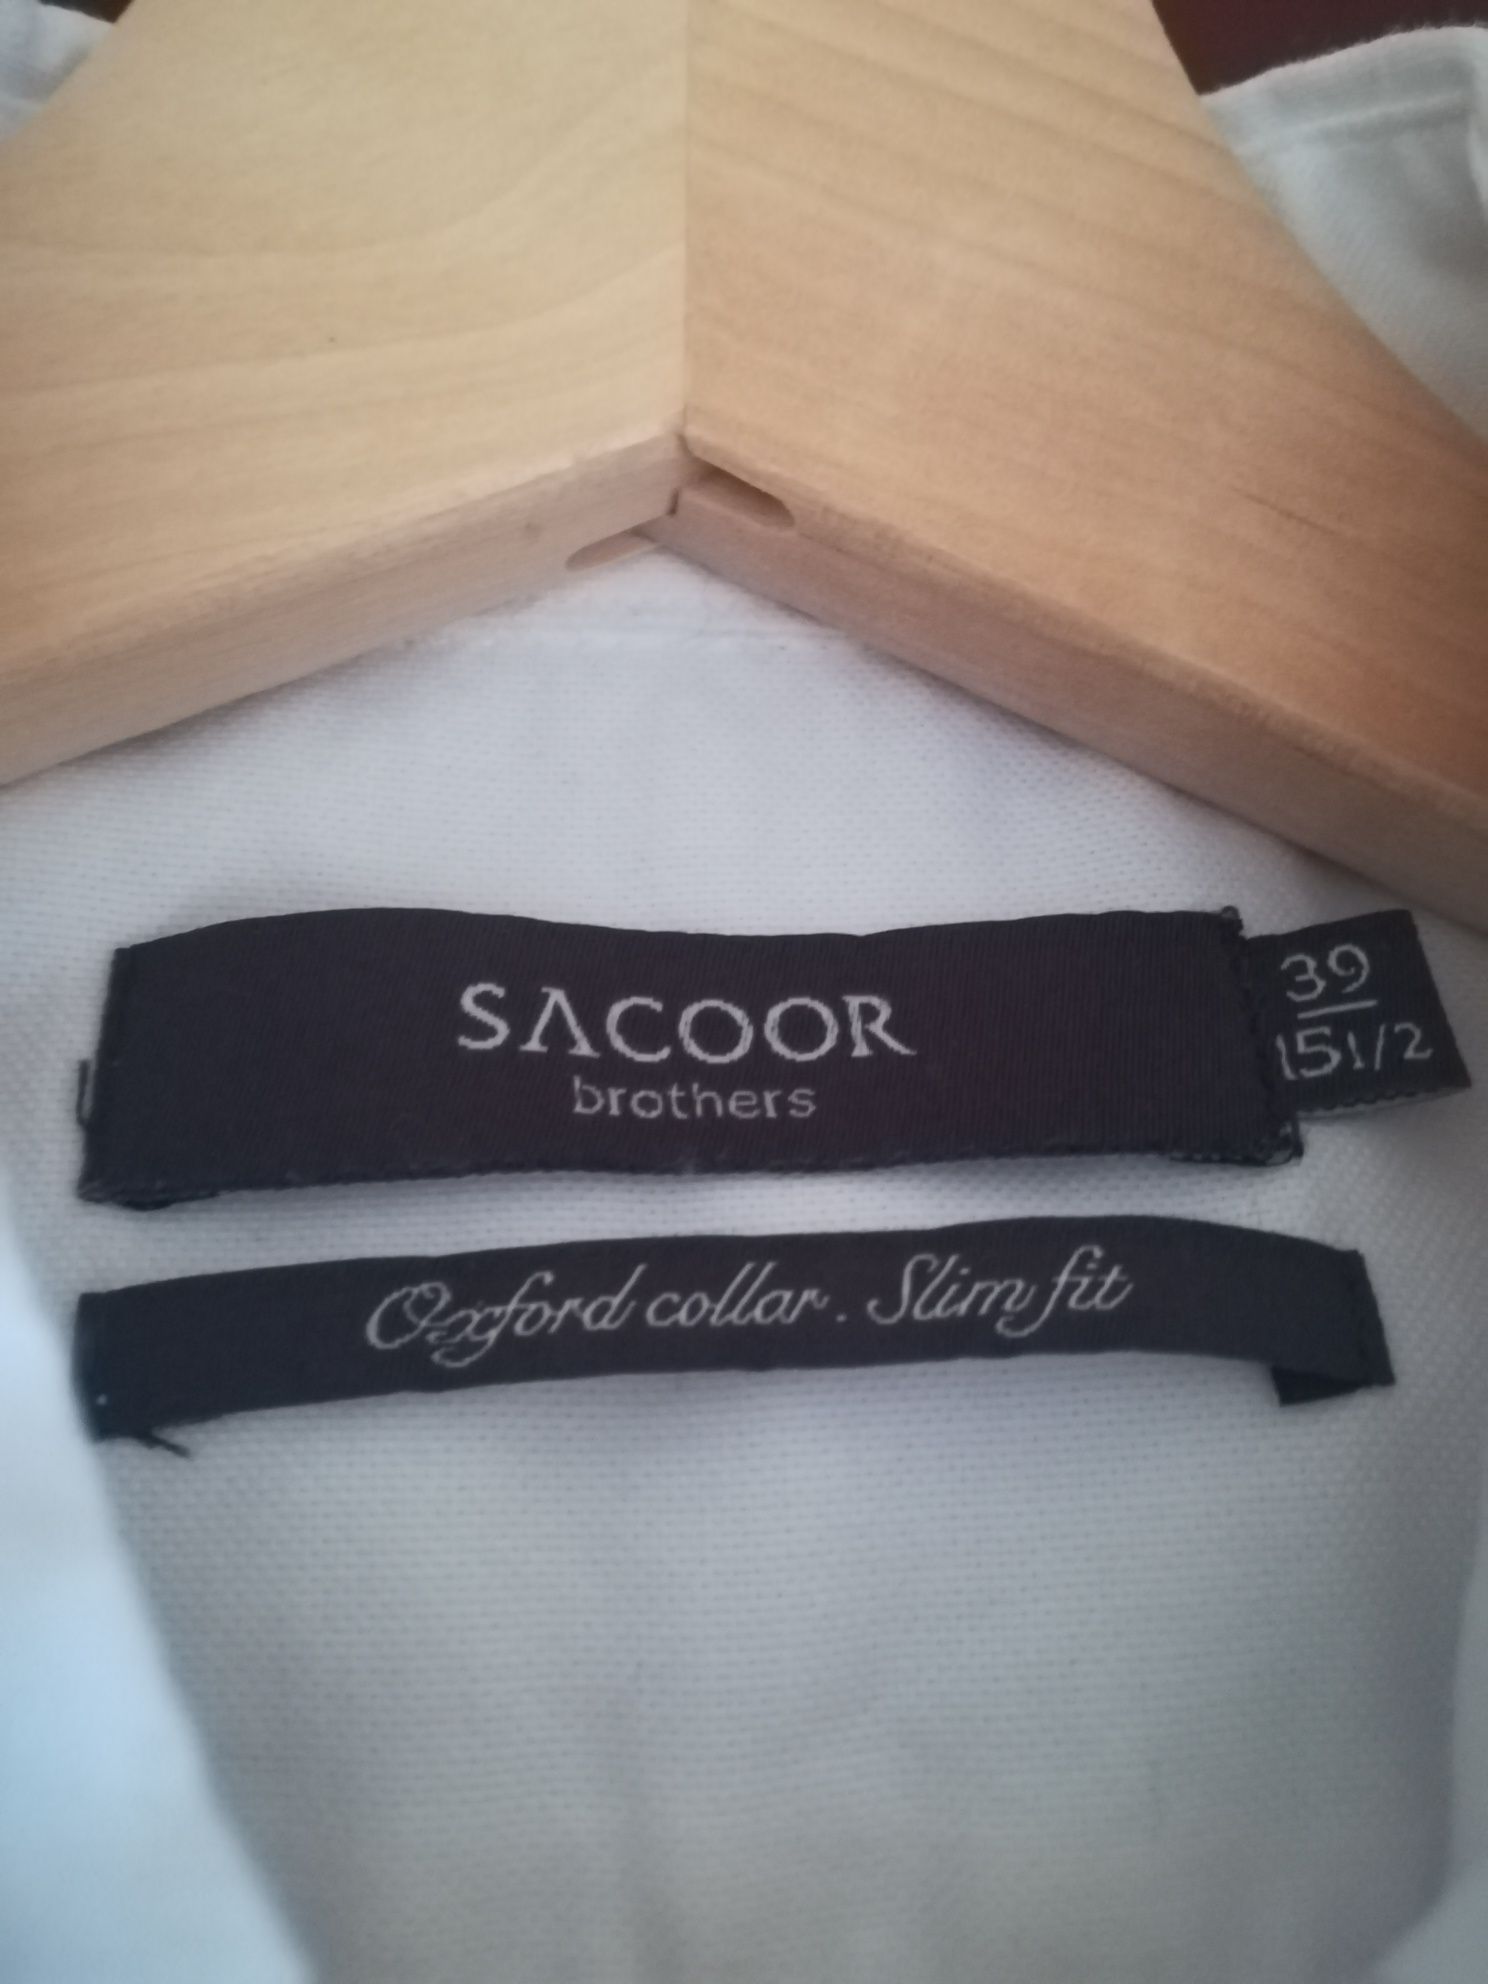 SACOOR
brothers
39
15 1/2
Oxford collar . Slim fit